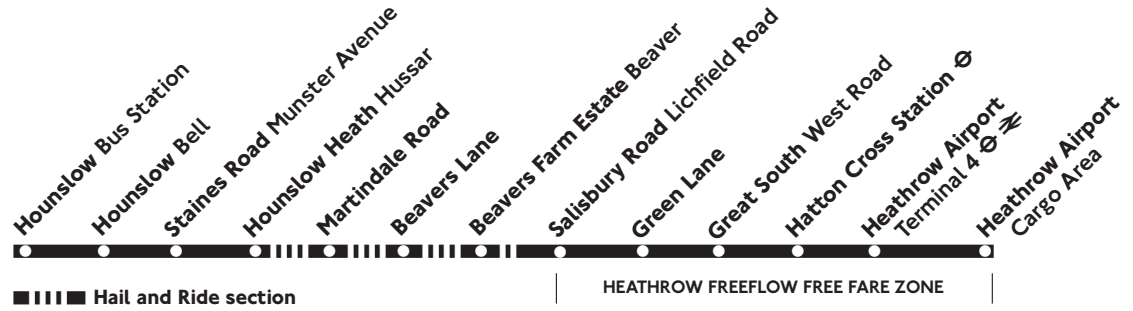 Hounslow Bus Station
Hounslow Bell
Staines Road Munster Avenue
Hounslow Heath Hussar
Martindale Road
Beavers Lane
Beavers Farm Estate Beaver
Salisbury Road Lichfield Road
Green Lane
Great South West Road
Hatton Cross Station
Heathrow Airport
Terminal 4
Heathrow Airport
Cargo Area
Hail and Ride section
HEATHROW FREEFLOW FREE FARE ZONE